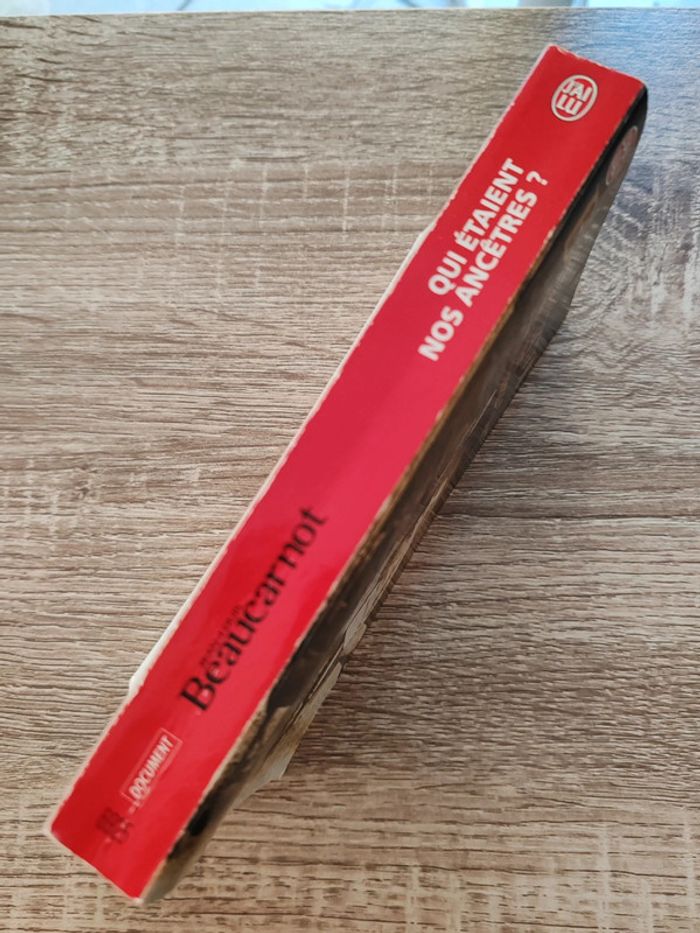 J'AI
LU
QUI ÉTAIENT
NOS ANCÊTRES ?
Beaucarnot
DOCUMENT